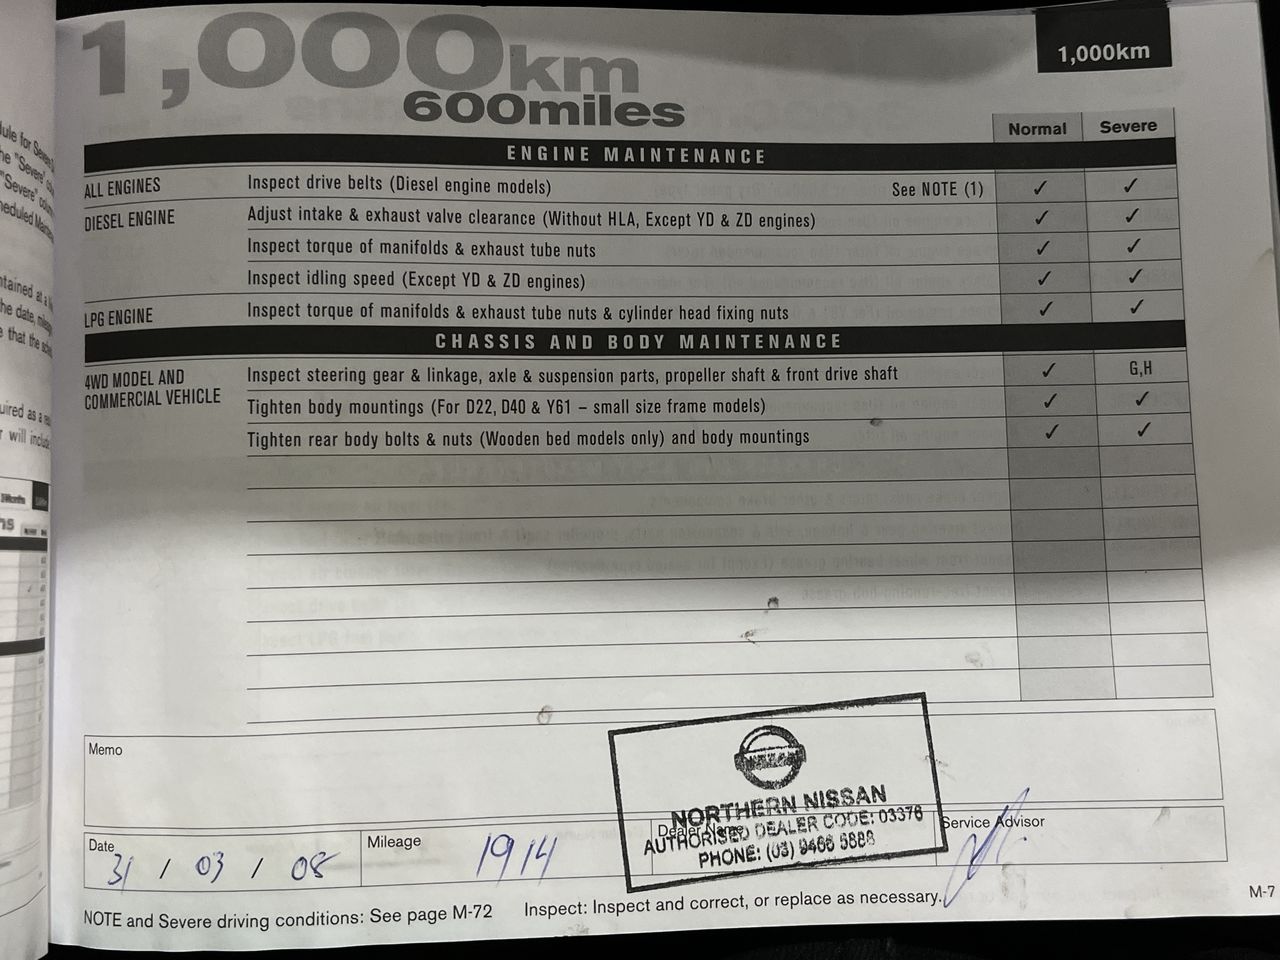 1,000km
600miles
1,000km
Normal Severe
ENGINE MAINTENANCE
ALL ENGINES Inspect drive belts (Diesel engine models) See NOTE (1) ✓ ✓
DIESEL ENGINE Adjust intake & exhaust valve clearance (Without HLA, Except YD & ZD engines) ✓ ✓
Inspect torque of manifolds & exhaust tube nuts ✓ ✓
Inspect idling speed (Except YD & ZD engines) ✓ ✓
LPG ENGINE Inspect torque of manifolds & exhaust tube nuts & cylinder head fixing nuts ✓ ✓
CHASSIS AND BODY MAINTENANCE
4WD MODEL AND
COMMERCIAL VEHICLE
Inspect steering gear & linkage, axle & suspension parts, propeller shaft & front drive shaft ✓ G,H
Tighten body mountings (For D22, D40 & Y61 – small size frame models) ✓ ✓
Tighten rear body bolts & nuts (Wooden bed models only) and body mountings ✓ ✓
Memo
NISSAN
NORTHERN NISSAN
AUTHORISED DEALER CODE: 03376
PHONE: (03) 9466 5888
Date 31 / 03 / 08
Mileage 1914
Dealer Name
Service Advisor
NOTE and Severe driving conditions: See page M-72 Inspect: Inspect and correct, or replace as necessary.
M-7